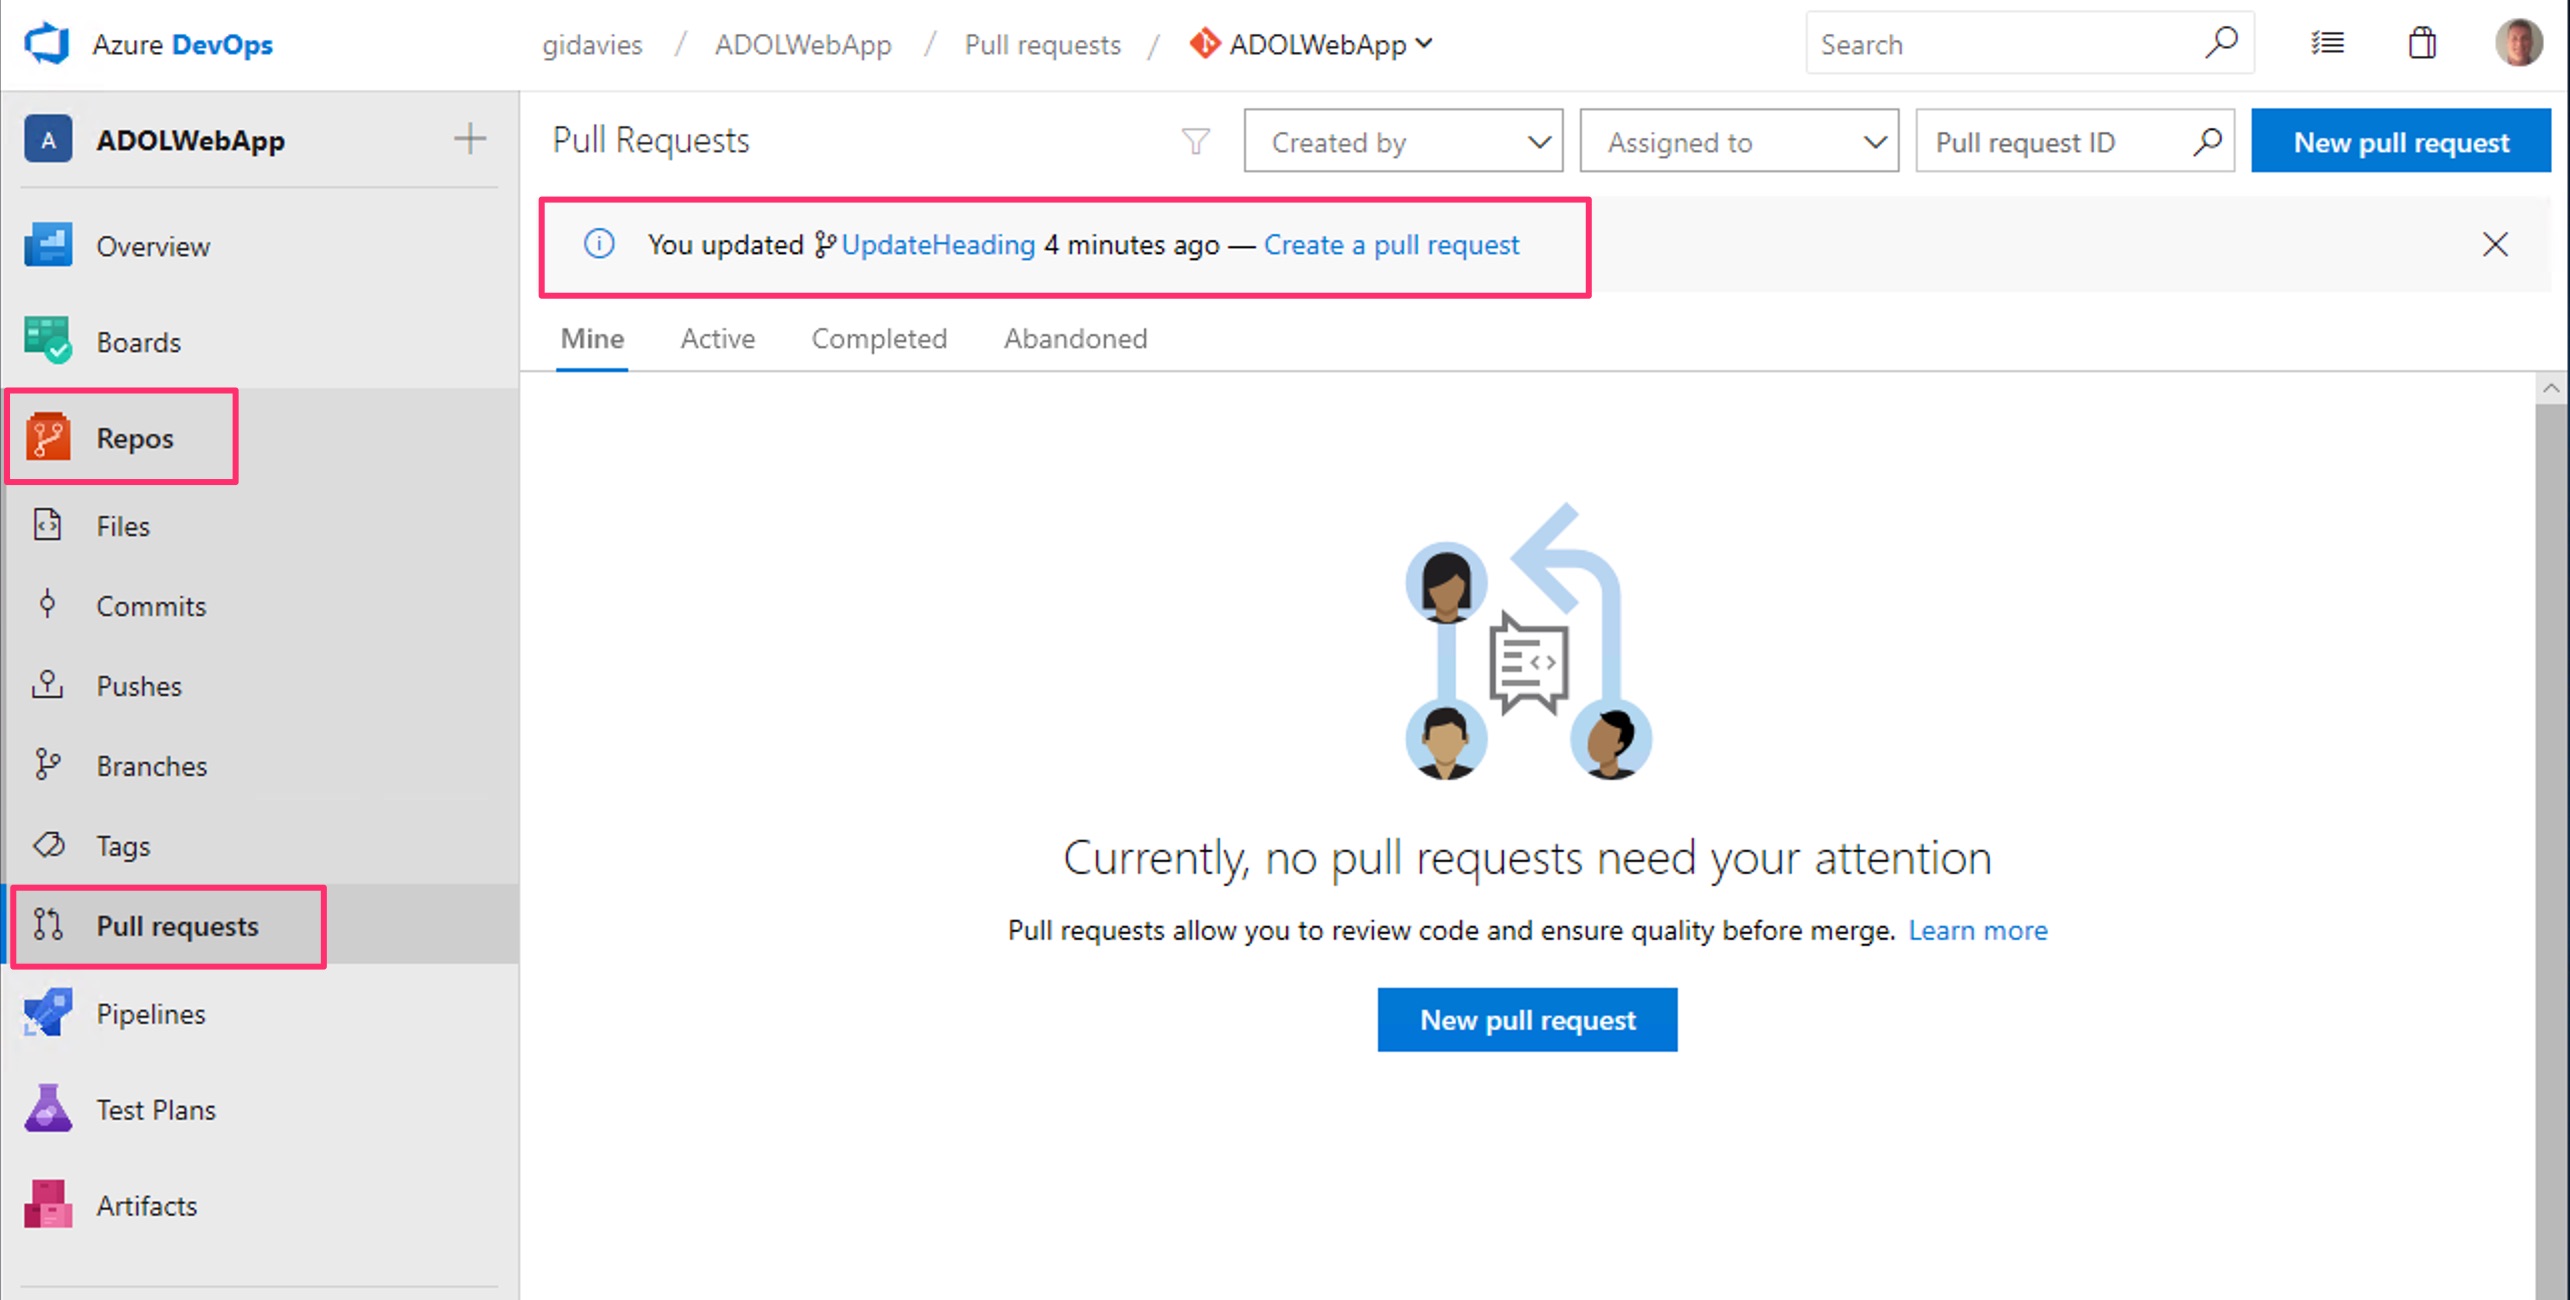 Azure DevOps
gidavies / ADOLWebApp / Pull requests / ADOLWebApp
Search
A ADOLWebApp
Overview
Boards
Repos
Files
Commits
Pushes
Branches
Tags
Pull requests
Pipelines
Test Plans
Artifacts
Pull Requests
Created by
Assigned to
Pull request ID
New pull request
You updated UpdateHeading 4 minutes ago — Create a pull request
Mine Active Completed Abandoned
Currently, no pull requests need your attention
Pull requests allow you to review code and ensure quality before merge. Learn more
New pull request